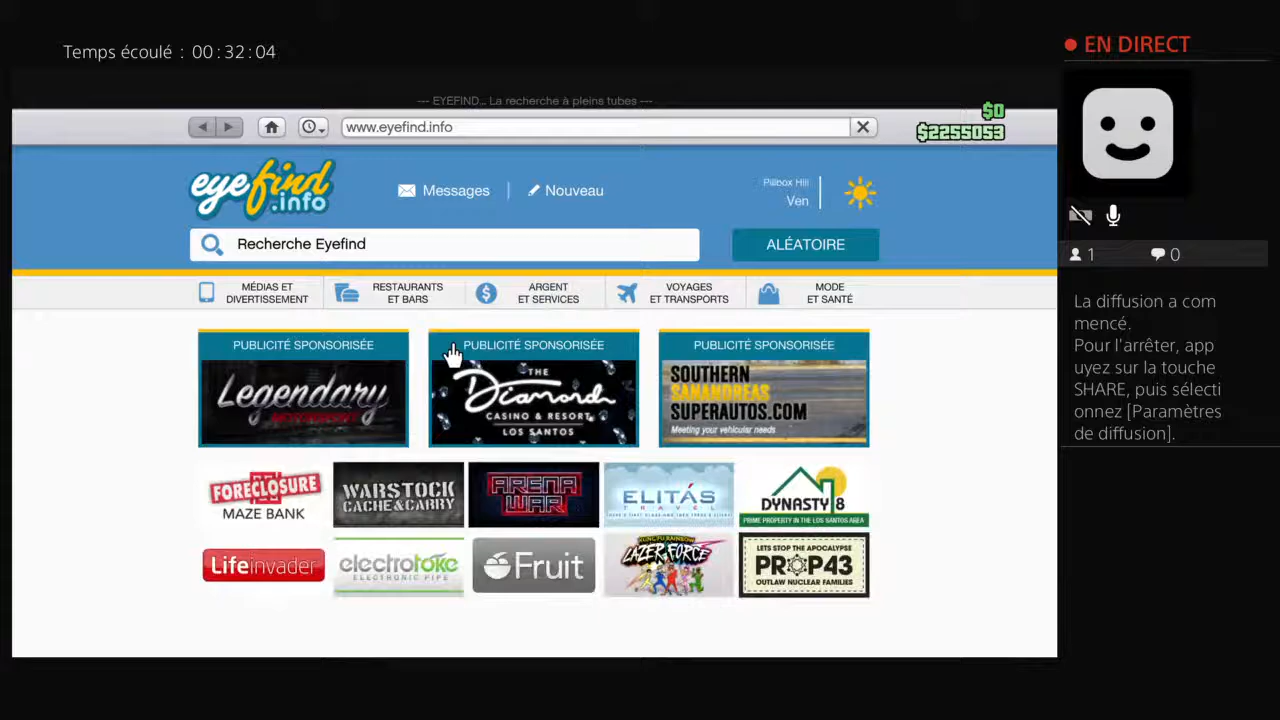 Temps écoulé : 00:32:04
EN DIRECT
--- EYEFIND... La recherche à pleins tubes ---
www.eyefind.info
$0
$2255053
eyefind
.info
Messages
Nouveau
Pillbox Hill
Ven
Recherche Eyefind
ALÉATOIRE
1
0
MÉDIAS ET
DIVERTISSEMENT
RESTAURANTS
ET BARS
ARGENT
ET SERVICES
VOYAGES
ET TRANSPORTS
MODE
ET SANTÉ
La diffusion a com
mencé.
Pour l'arrêter, app
uyez sur la touche
SHARE, puis sélecti
onnez [Paramètres
de diffusion].
PUBLICITÉ SPONSORISÉE
Legendary
MOTORSPORT
PUBLICITÉ SPONSORISÉE
THE
Diamond
CASINO & RESORT
LOS SANTOS
PUBLICITÉ SPONSORISÉE
SOUTHERN
SANANDREAS
SUPERAUTOS.COM
Meeting your vehicular needs
FORECLOSURE
MAZE BANK
WARSTOCK
CACHE&CARRY
ARENA
WAR
ELITÁS
TRAVEL
DYNASTY 8
PRIME PROPERTY IN THE LOS SANTOS AREA
Lifeinvader
electrotoke
ELECTRONIC PIPE
Fruit
KUNG FU RAINBOW
LAZER FORCE
LETS STOP THE APOCALYPSE
PROP43
OUTLAW NUCLEAR FAMILIES